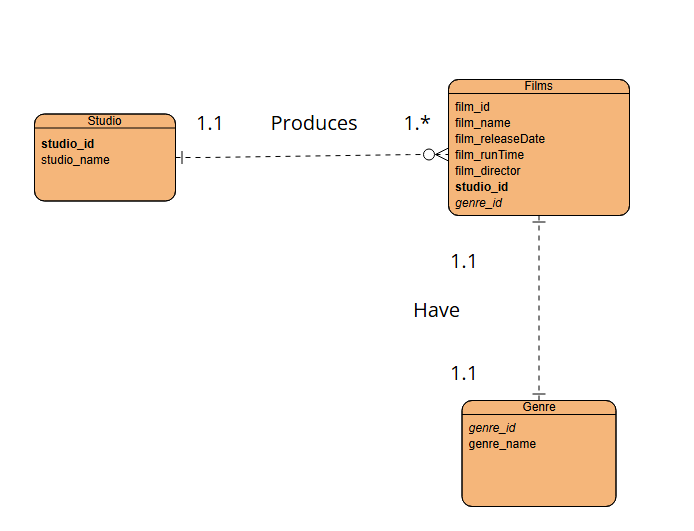 Studio
studio_id
studio_name
1.1
Produces
1.*
Films
film_id
film_name
film_releaseDate
film_runTime
film_director
studio_id
genre_id
1.1
Have
1.1
Genre
genre_id
genre_name